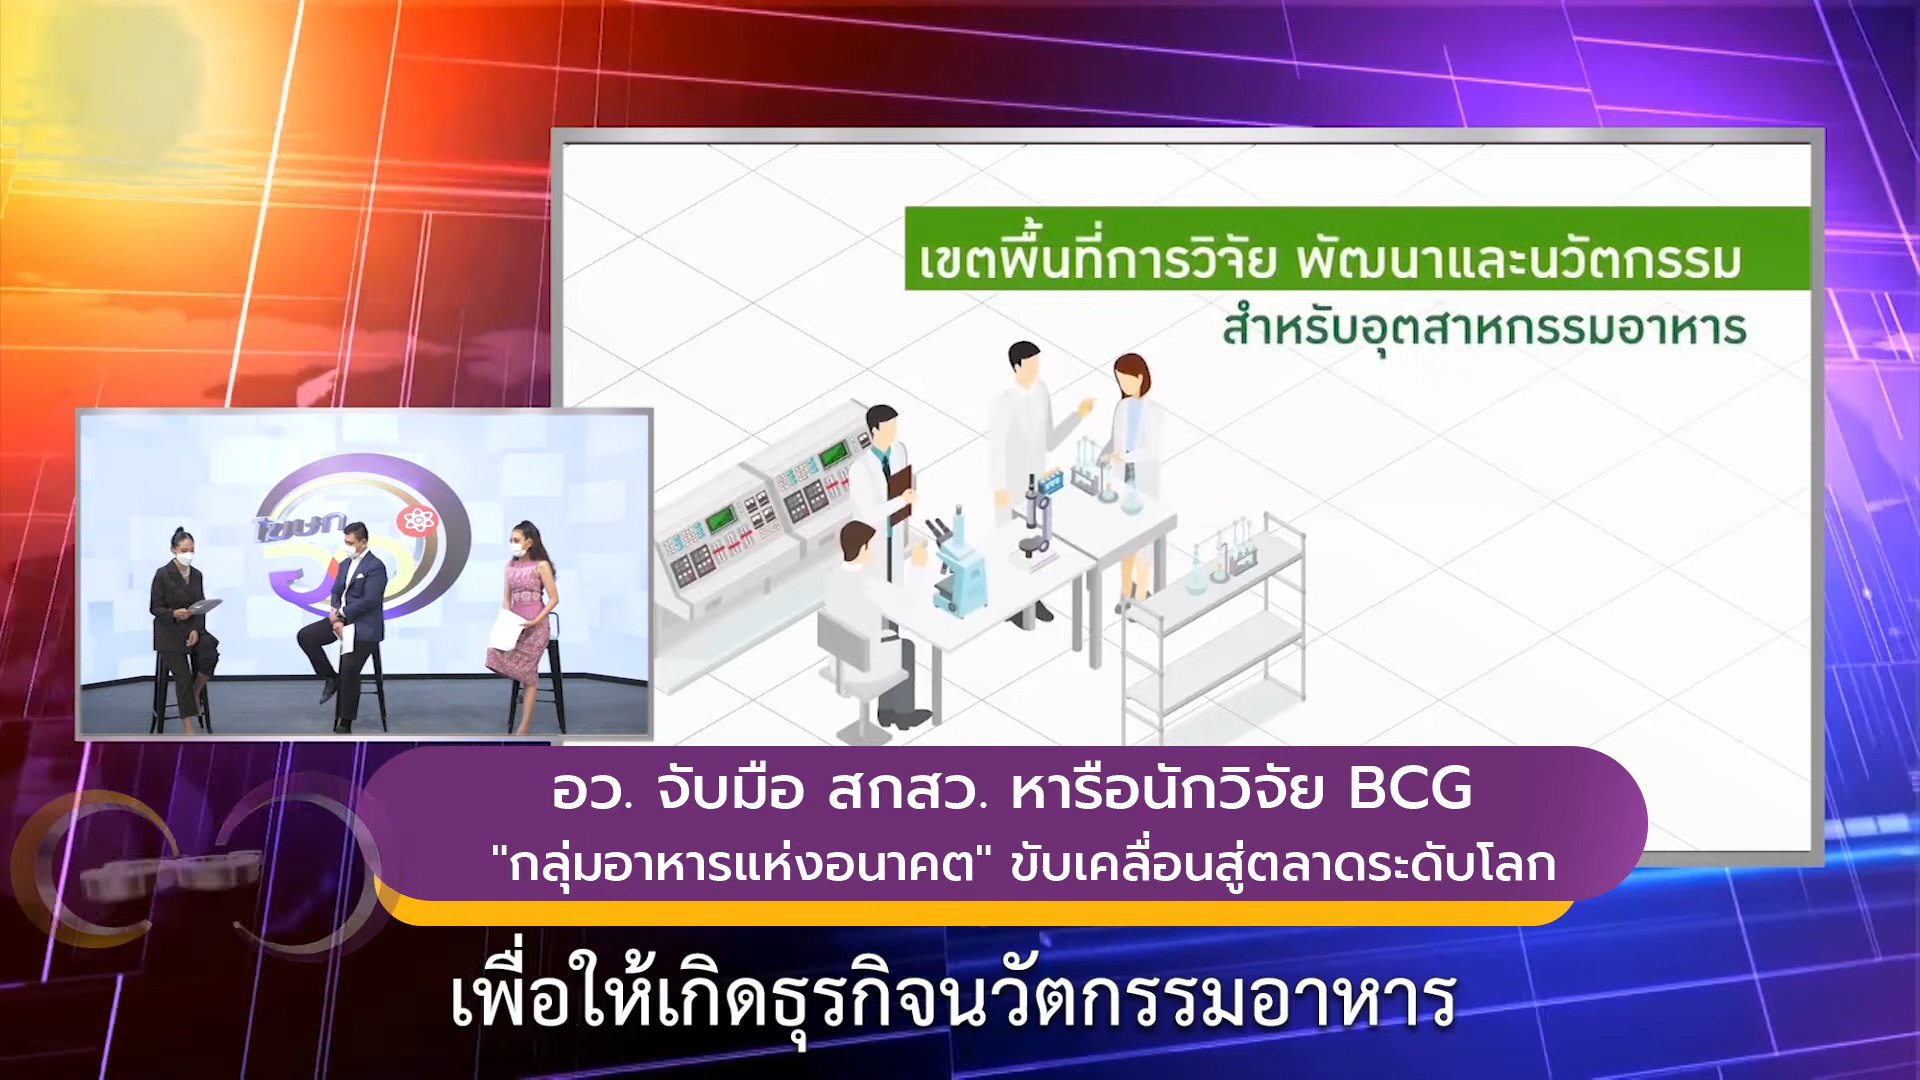 เขตพื้นที่การวิจัย พัฒนาและนวัตกรรม
สำหรับอุตสาหกรรมอาหาร
โฆษก
อว
อว. จับมือ สกสว. หารือนักวิจัย BCG
"กลุ่มอาหารแห่งอนาคต" ขับเคลื่อนสู่ตลาดระดับโลก
เพื่อให้เกิดธุรกิจนวัตกรรมอาหาร